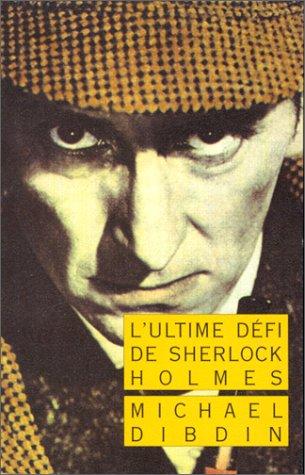 L'ULTIME DÉFI
DE SHERLOCK
HOLMES
MICHAEL
DIBDIN